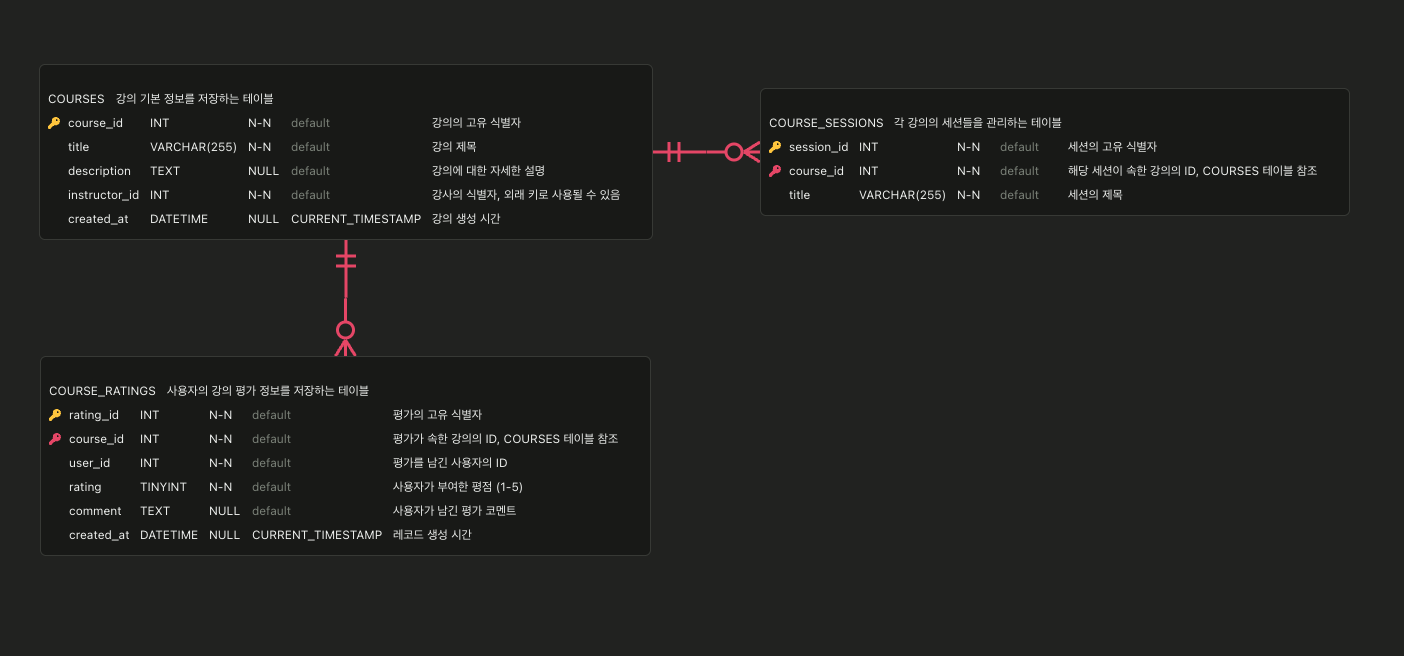 COURSES 강의 기본 정보를 저장하는 테이블
course_id INT N-N default 강의의 고유 식별자
title VARCHAR(255) N-N default 강의 제목
description TEXT NULL default 강의에 대한 자세한 설명
instructor_id INT N-N default 강사의 식별자, 외래 키로 사용될 수 있음
created_at DATETIME NULL CURRENT_TIMESTAMP 강의 생성 시간
COURSE_SESSIONS 각 강의의 세션들을 관리하는 테이블
session_id INT N-N default 세션의 고유 식별자
course_id INT N-N default 해당 세션이 속한 강의의 ID, COURSES 테이블 참조
title VARCHAR(255) N-N default 세션의 제목
COURSE_RATINGS 사용자의 강의 평가 정보를 저장하는 테이블
rating_id INT N-N default 평가의 고유 식별자
course_id INT N-N default 평가가 속한 강의의 ID, COURSES 테이블 참조
user_id INT N-N default 평가를 남긴 사용자의 ID
rating TINYINT N-N default 사용자가 부여한 평점 (1-5)
comment TEXT NULL default 사용자가 남긴 평가 코멘트
created_at DATETIME NULL CURRENT_TIMESTAMP 레코드 생성 시간